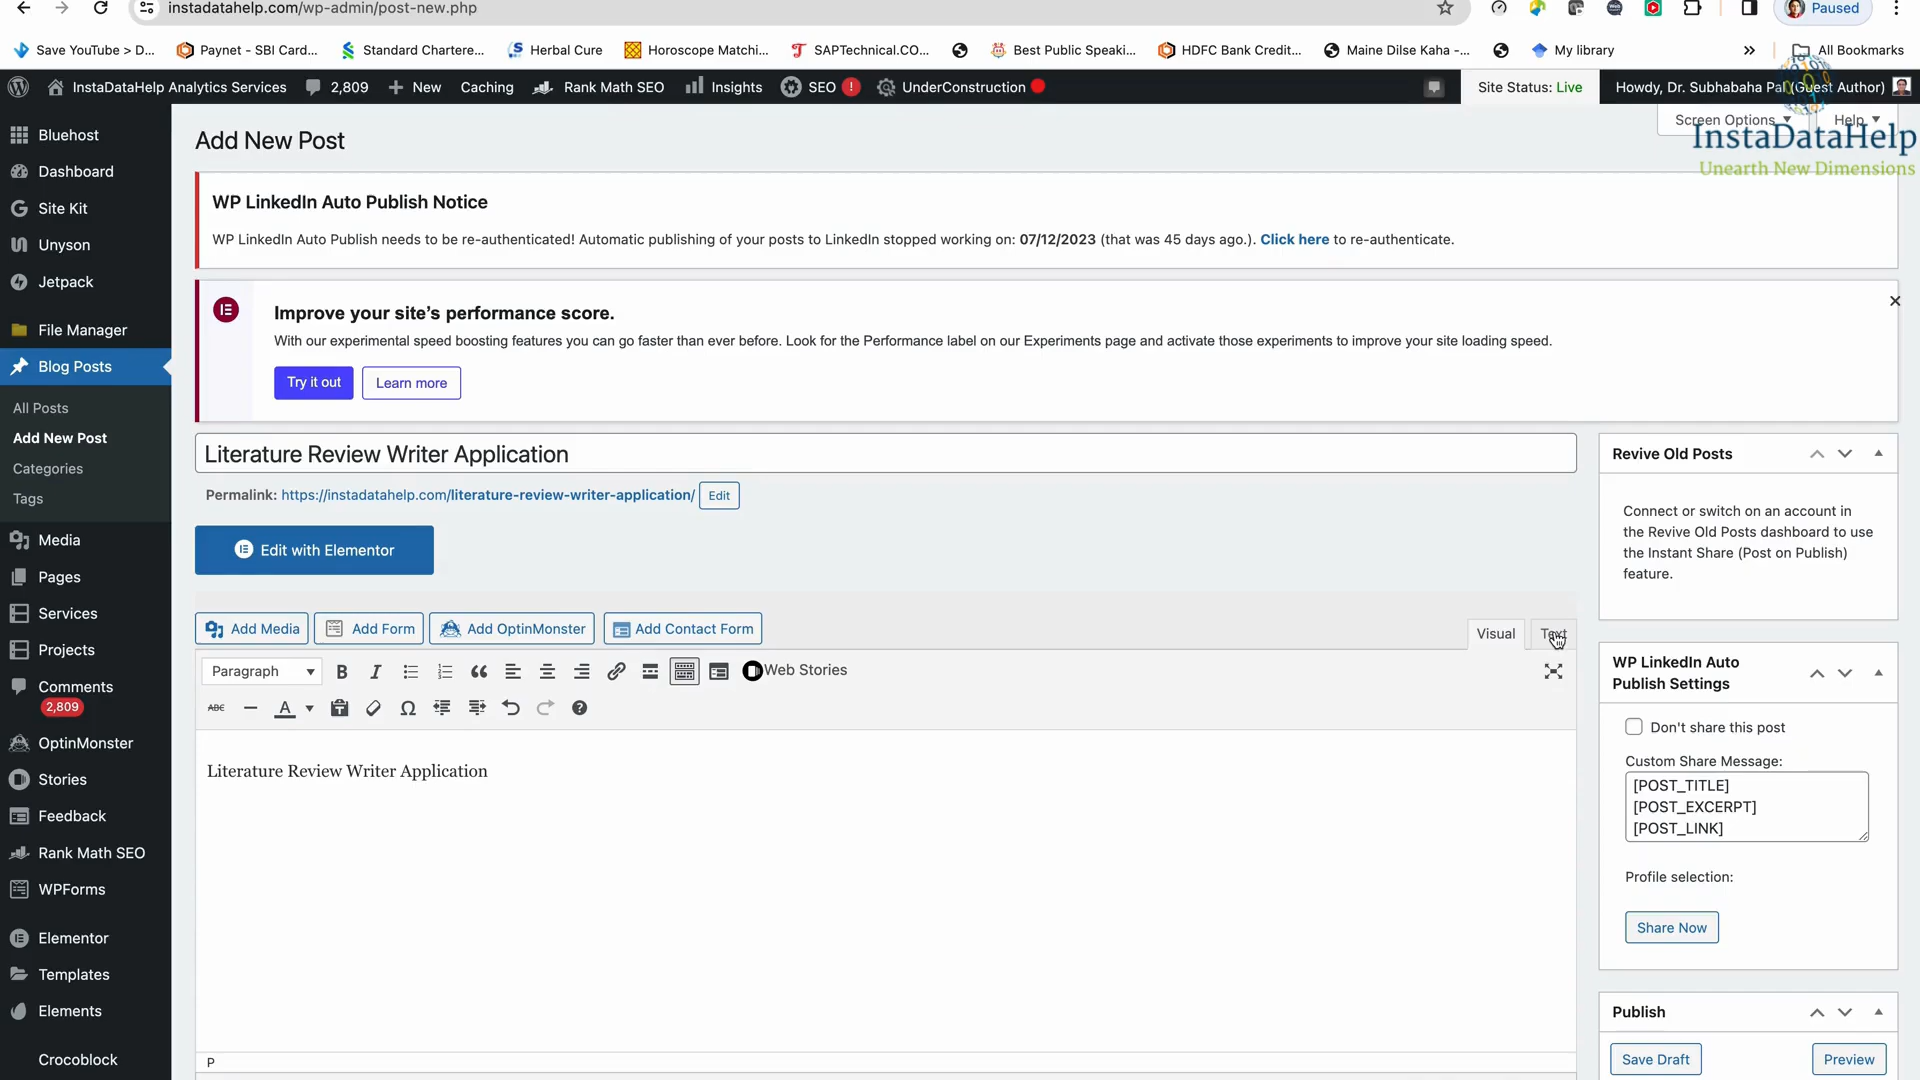 instadatahelp.com/wp-admin/post-new.php
Paused
Save YouTube > D... Paynet - SBI Card... Standard Chartere... Herbal Cure Horoscope Matchi... SAPTechnical.CO... Best Public Speaki... HDFC Bank Credit... Maine Dilse Kaha -... My library » All Bookmarks
InstaDataHelp Analytics Services 2,809 New Caching Rank Math SEO Insights SEO ! UnderConstruction Site Status: Live Howdy, Dr. Subhabaha Pal (Guest Author)
Screen Options Help
InstaDataHelp
Unearth New Dimensions
Bluehost
Dashboard
Site Kit
Unyson
Jetpack
File Manager
Blog Posts
All Posts
Add New Post
Categories
Tags
Media
Pages
Services
Projects
Comments
2,809
OptinMonster
Stories
Feedback
Rank Math SEO
WPForms
Elementor
Templates
Elements
Crocoblock
Add New Post
WP LinkedIn Auto Publish Notice
WP LinkedIn Auto Publish needs to be re-authenticated! Automatic publishing of your posts to LinkedIn stopped working on: 07/12/2023 (that was 45 days ago.). Click here to re-authenticate.
Improve your site's performance score.
With our experimental speed boosting features you can go faster than ever before. Look for the Performance label on our Experiments page and activate those experiments to improve your site loading speed.
Try it out Learn more
Literature Review Writer Application
Permalink: https://instadatahelp.com/literature-review-writer-application/ Edit
Edit with Elementor
Add Media Add Form Add OptinMonster Add Contact Form
Visual Text
Paragraph B I Web Stories
ABC A Ω
Literature Review Writer Application
P
Revive Old Posts
Connect or switch on an account in
the Revive Old Posts dashboard to use
the Instant Share (Post on Publish)
feature.
WP LinkedIn Auto
Publish Settings
Don't share this post
Custom Share Message:
[POST_TITLE]
[POST_EXCERPT]
[POST_LINK]
Profile selection:
Share Now
Publish
Save Draft Preview